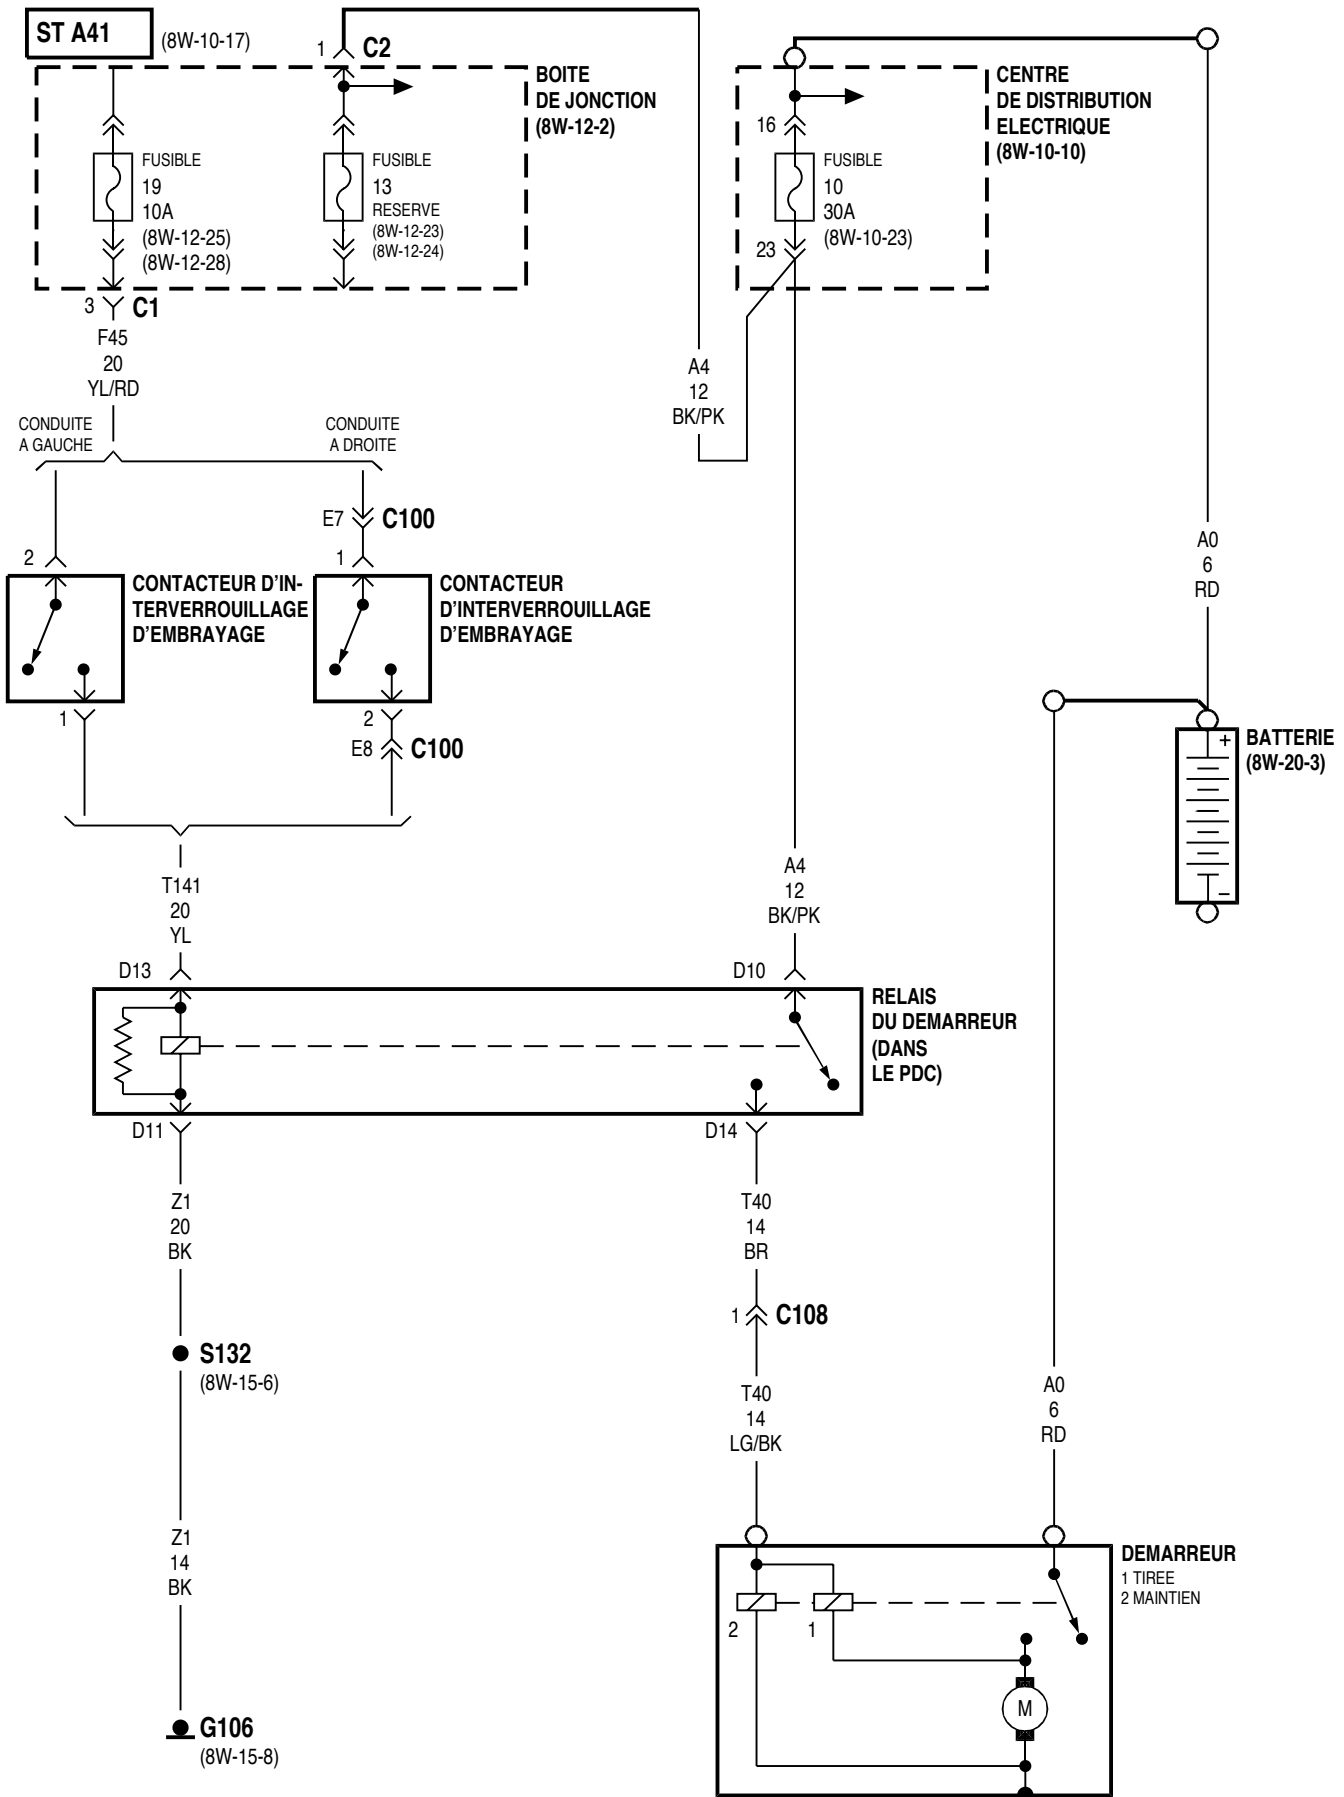 ST A41
(8W-10-17)
1
C2
BOITE
DE JONCTION
(8W-12-2)
CENTRE
DE DISTRIBUTION
ELECTRIQUE
(8W-10-10)
FUSIBLE
19
10A
(8W-12-25)
(8W-12-28)
FUSIBLE
13
RESERVE
(8W-12-23)
(8W-12-24)
16
FUSIBLE
10
30A
(8W-10-23)
23
3
C1
F45
20
YL/RD
A4
12
BK/PK
CONDUITE
A GAUCHE
CONDUITE
A DROITE
E7
C100
2
1
CONTACTEUR D'IN-
TERVERROUILLAGE
D'EMBRAYAGE
CONTACTEUR
D'INTERVERROUILLAGE
D'EMBRAYAGE
A0
6
RD
1
2
E8
C100
+
BATTERIE
(8W-20-3)
–
T141
20
YL
A4
12
BK/PK
D13
D10
RELAIS
DU DEMARREUR
(DANS
LE PDC)
D11
D14
Z1
20
BK
T40
14
BR
1
C108
S132
(8W-15-6)
T40
14
LG/BK
A0
6
RD
Z1
14
BK
DEMARREUR
1 TIREE
2 MAINTIEN
2
1
M
G106
(8W-15-8)